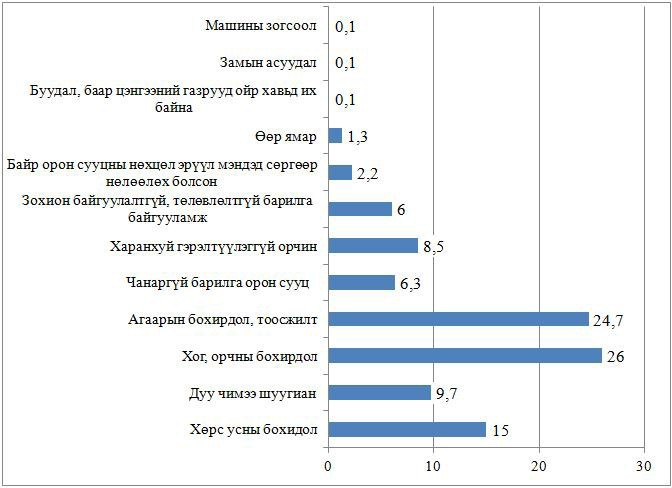 Машины зогсоол 0,1
Замын асуудал 0,1
Буудал, баар цэнгээний газрууд ойр хавьд их
байна 0,1
Өөр ямар 1,3
Байр орон сууцны нөхцөл эрүүл мэндэд сөргөөр
нөлөөлөх болсон 2,2
Зохион байгуулалтгүй, төлөвлөлтгүй барилга
байгууламж 6
Харанхуй гэрэлтүүлэггүй орчин 8,5
Чанаргүй барилга орон сууц 6,3
Агаарын бохирдол, тоосжилт 24,7
Хог, орчны бохирдол 26
Дуу чимээ шуугиан 9,7
Хөрс усны бохидол 15
0 10 20 30